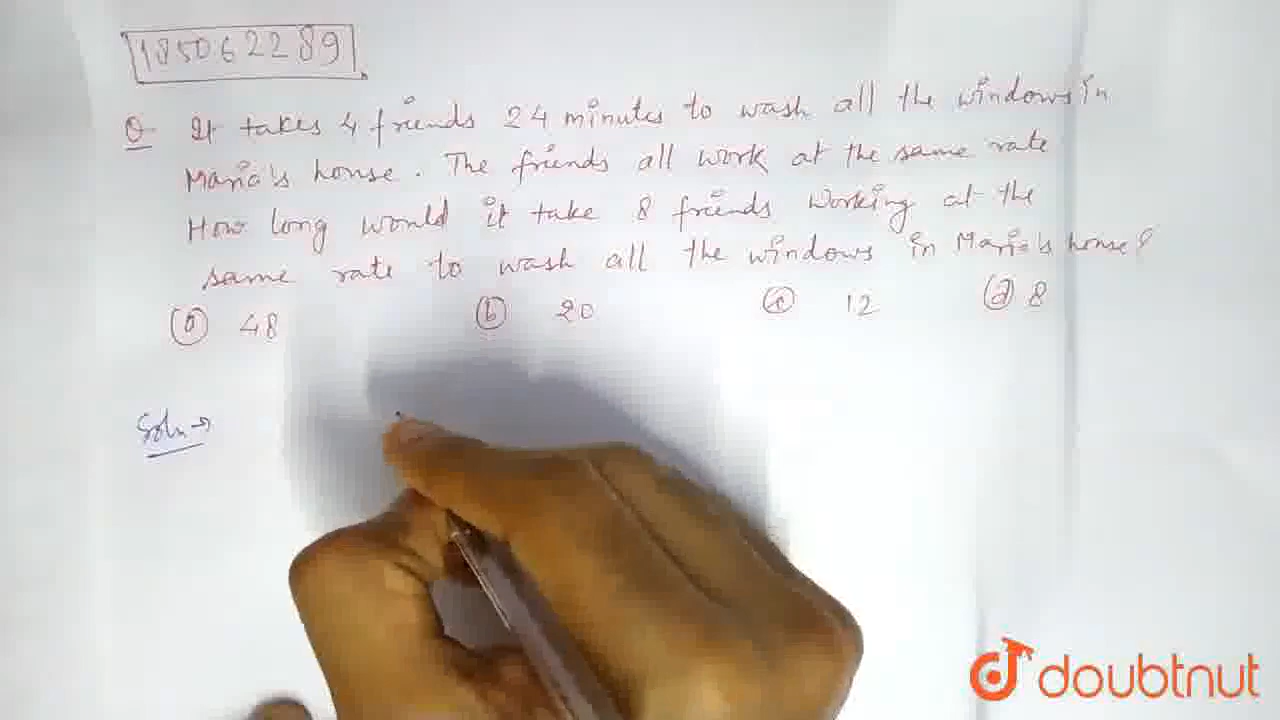 185062289
Q It takes 4 friends 24 minutes to wash all the windows in
Maria's house. The friends all work at the same rate
How long would it take 8 friends working at the
same rate to wash all the windows in Maria's house?
(a) 48 (b) 20 (c) 12 (d) 8
Soln →
doubtnut